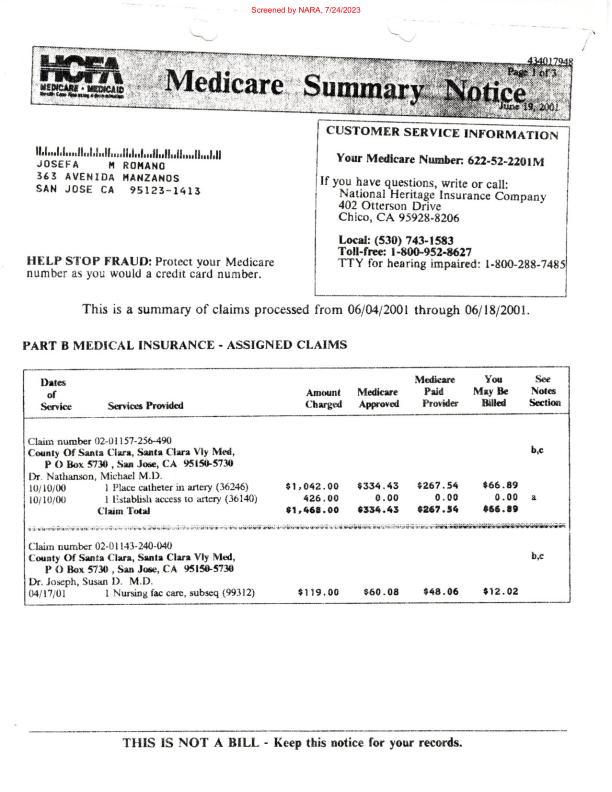 Screened by NARA, 7/24/2023
434017948
HCFA
MEDICARE • MEDICAID
Health Care Financing Administration
Medicare Summary Notice
Page 1 of 3
June 19, 2001
JOSEFA M ROMANO
363 AVENIDA MANZANOS
SAN JOSE CA 95123-1413
HELP STOP FRAUD: Protect your Medicare
number as you would a credit card number.
CUSTOMER SERVICE INFORMATION
Your Medicare Number: 622-52-2201M
If you have questions, write or call:
National Heritage Insurance Company
402 Otterson Drive
Chico, CA 95928-8206
Local: (530) 743-1583
Toll-free: 1-800-952-8627
TTY for hearing impaired: 1-800-288-7485
This is a summary of claims processed from 06/04/2001 through 06/18/2001.
PART B MEDICAL INSURANCE - ASSIGNED CLAIMS
Dates of Service Services Provided Amount Charged Medicare Approved Medicare Paid Provider You May Be Billed See Notes Section
Claim number 02-01157-256-490
County Of Santa Clara, Santa Clara Vly Med, b,c
P O Box 5730 , San Jose, CA 95150-5730
Dr. Nathanson, Michael M.D.
10/10/00 1 Place catheter in artery (36246) $1,042.00 $334.43 $267.54 $66.89
10/10/00 1 Establish access to artery (36140) 426.00 0.00 0.00 0.00 a
Claim Total $1,468.00 $334.43 $267.54 $66.89
Claim number 02-01143-240-040
County Of Santa Clara, Santa Clara Vly Med, b,c
P O Box 5730 , San Jose, CA 95150-5730
Dr. Joseph, Susan D. M.D.
04/17/01 1 Nursing fac care, subseq (99312) $119.00 $60.08 $48.06 $12.02
THIS IS NOT A BILL - Keep this notice for your records.